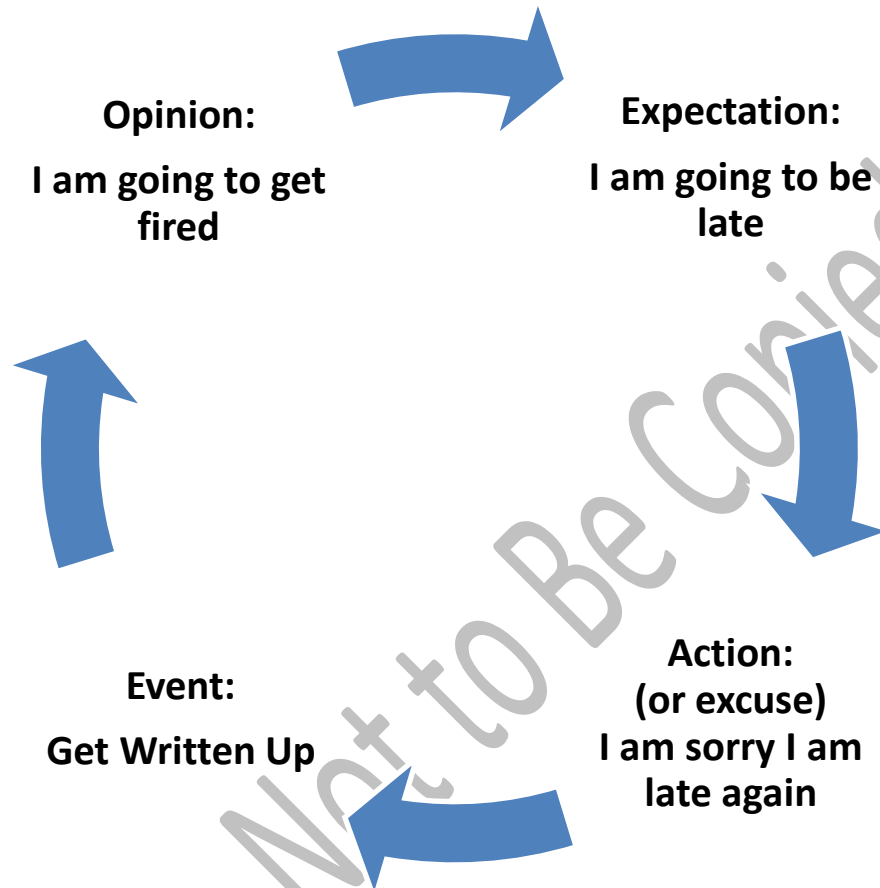 Opinion:
I am going to get
fired
Expectation:
I am going to be
late
Action:
(or excuse)
I am sorry I am
late again
Event:
Get Written Up
Not to Be Copied